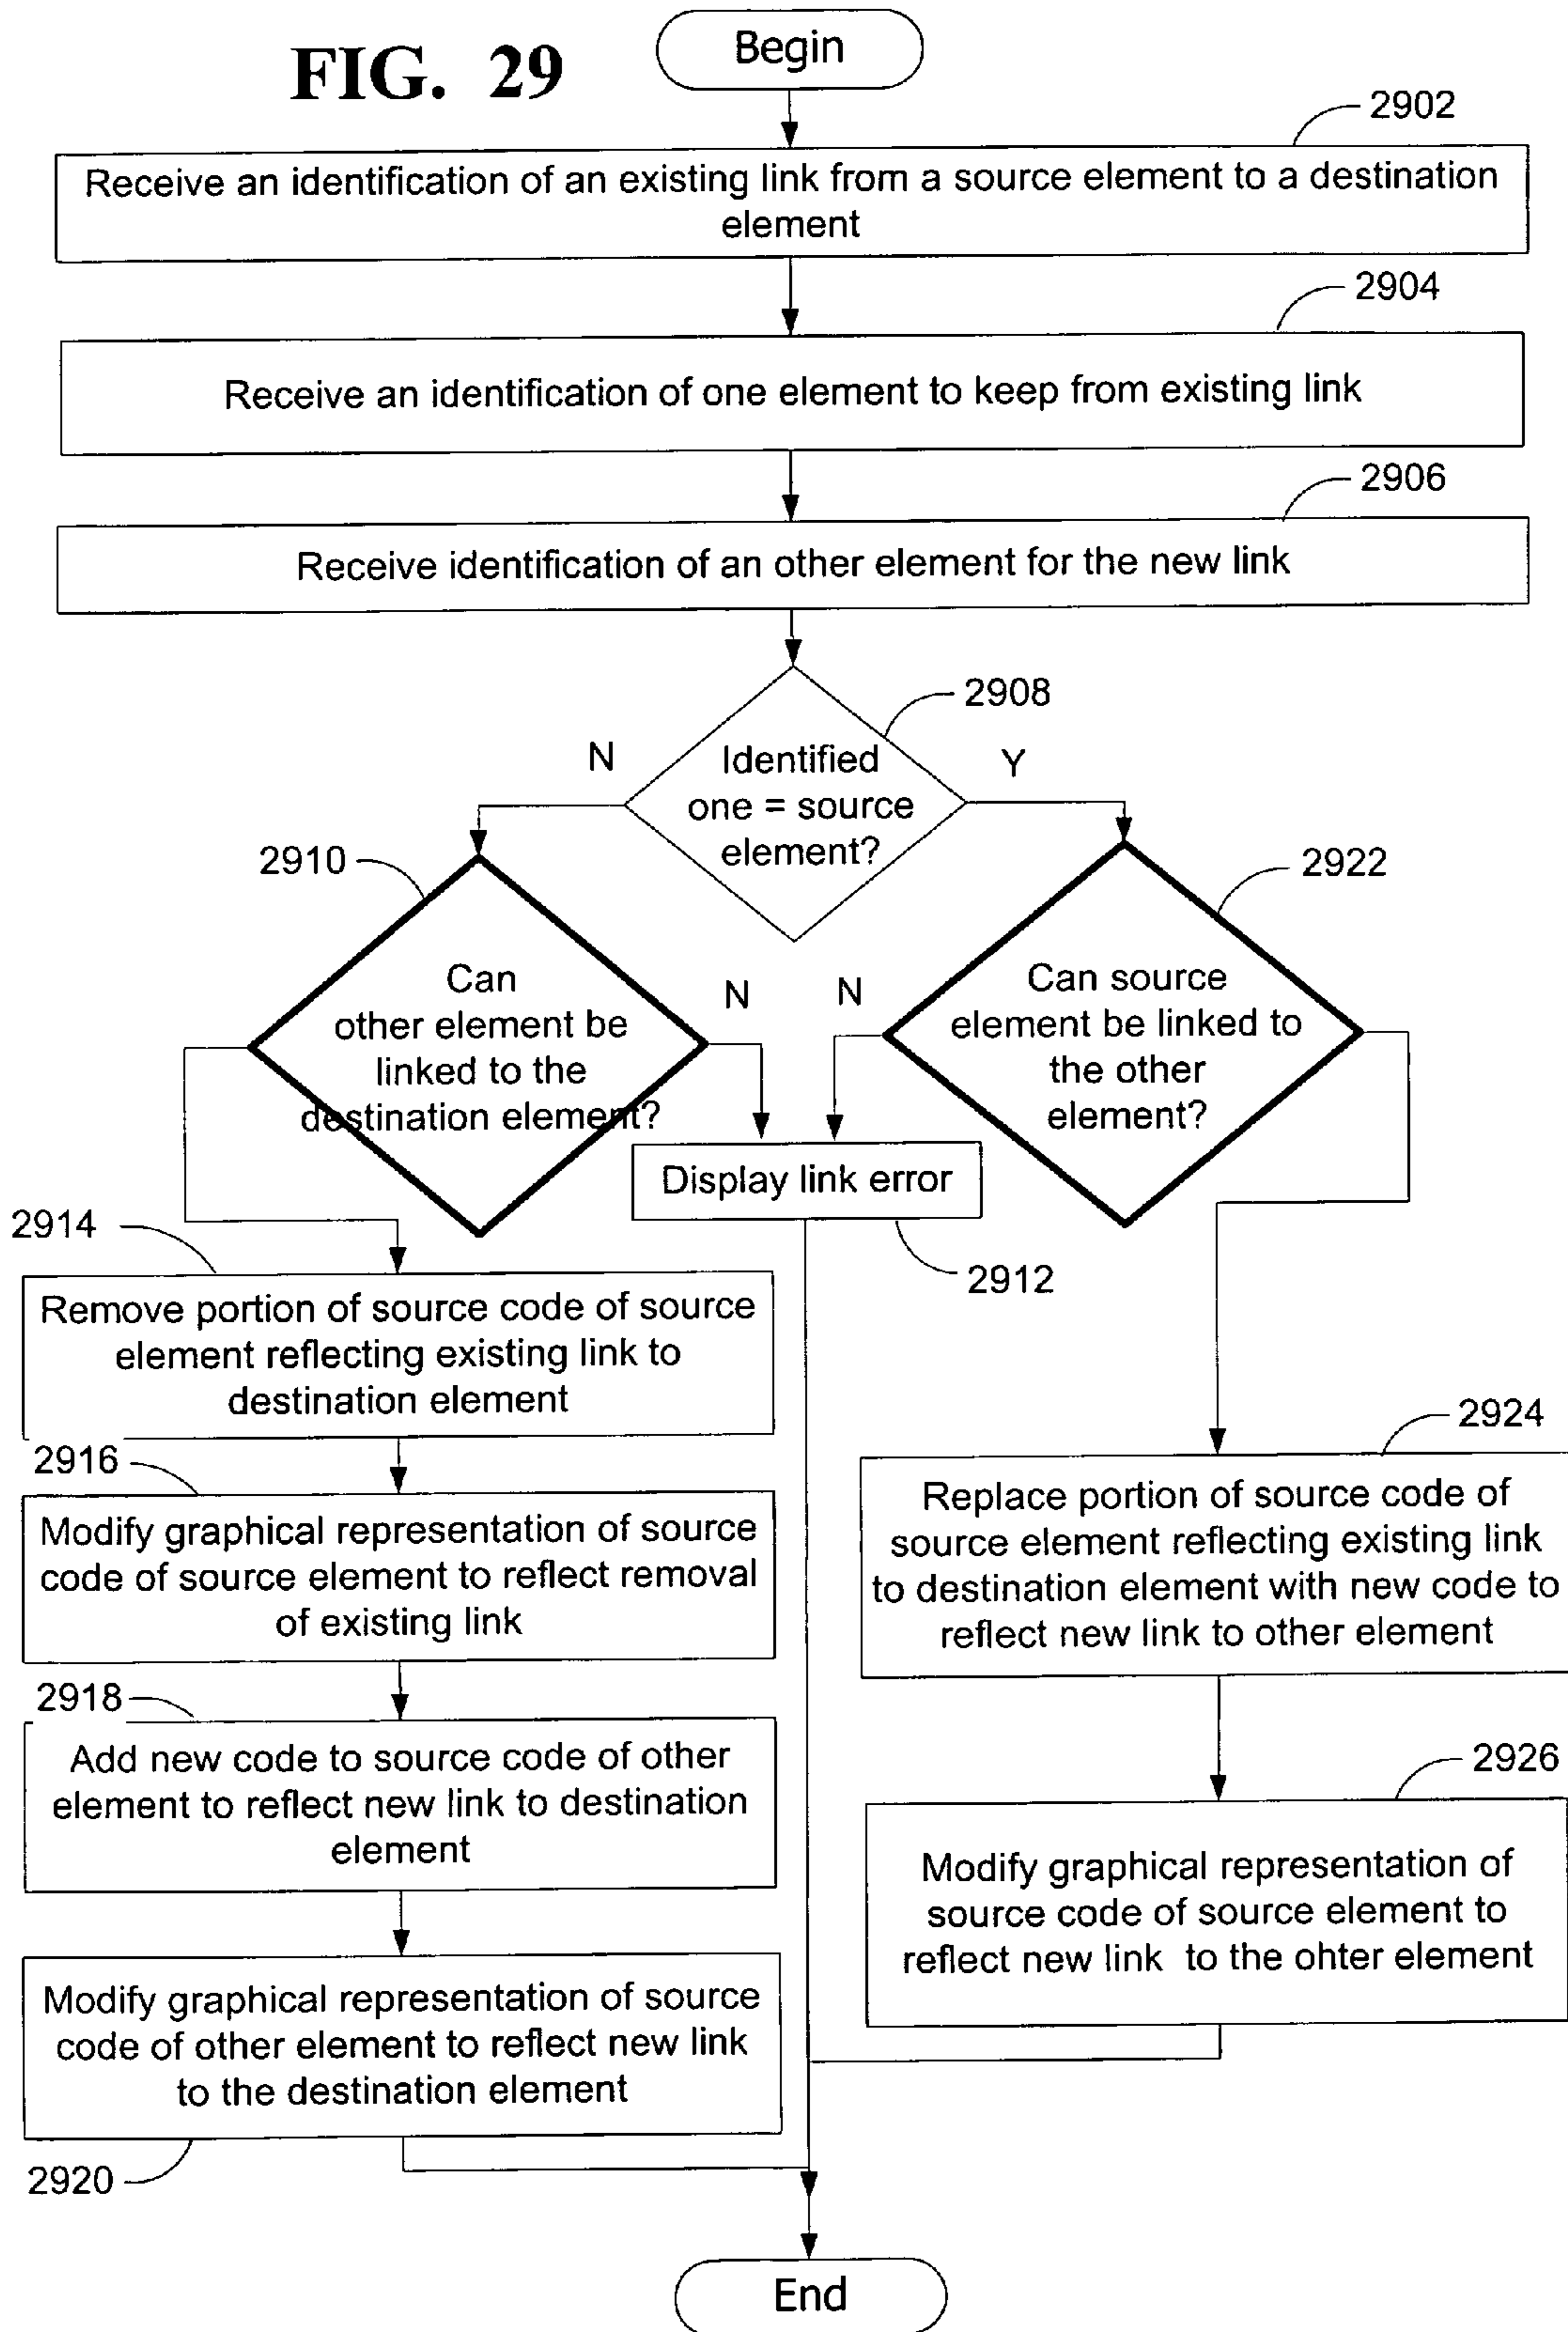 FIG. 29
Begin
2902
Receive an identification of an existing link from a source element to a destination
element
2904
Receive an identification of one element to keep from existing link
2906
Receive identification of an other element for the new link
2908
N
Y
Identified
one = source
element?
2910
2922
Can
other element be
linked to the
destination element?
N
N
Can source
element be linked to
the other
element?
Display link error
2912
2914
Remove portion of source code of source
element reflecting existing link to
destination element
2916
Modify graphical representation of source
code of source element to reflect removal
of existing link
2918
Add new code to source code of other
element to reflect new link to destination
element
Modify graphical representation of source
code of other element to reflect new link
to the destination element
2920
2924
Replace portion of source code of
source element reflecting existing link
to destination element with new code to
reflect new link to other element
2926
Modify graphical representation of
source code of source element to
reflect new link to the ohter element
End